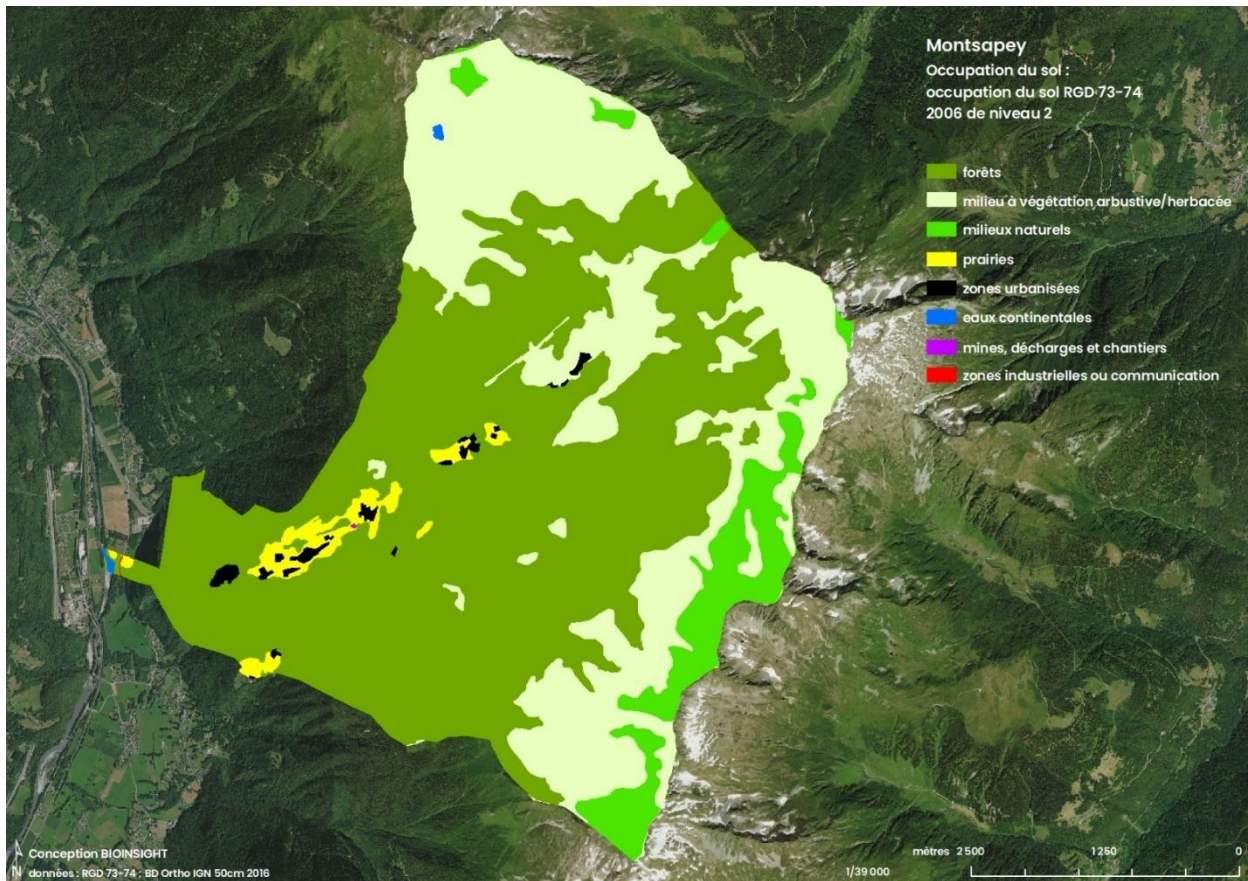 Montsapey
Occupation du sol :
occupation du sol RGD 73-74
2006 de niveau 2
forêts
milieu à végétation arbustive/herbacée
milieux naturels
prairies
zones urbanisées
eaux continentales
mines, décharges et chantiers
zones industrielles ou communication
Conception BIOINSIGHT
N données : RGD 73-74 ; BD Ortho IGN 50cm 2016
1/39 000
mètres 2 500 1 250 0